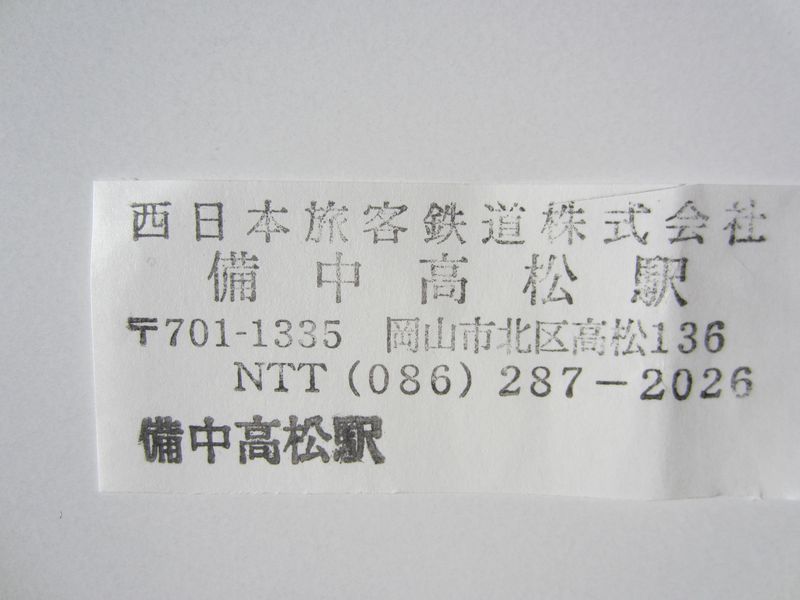 西日本旅客鉄道株式会社
備中高松駅
〒701-1335 岡山市北区高松136
NTT (086) 287-2026
備中高松駅